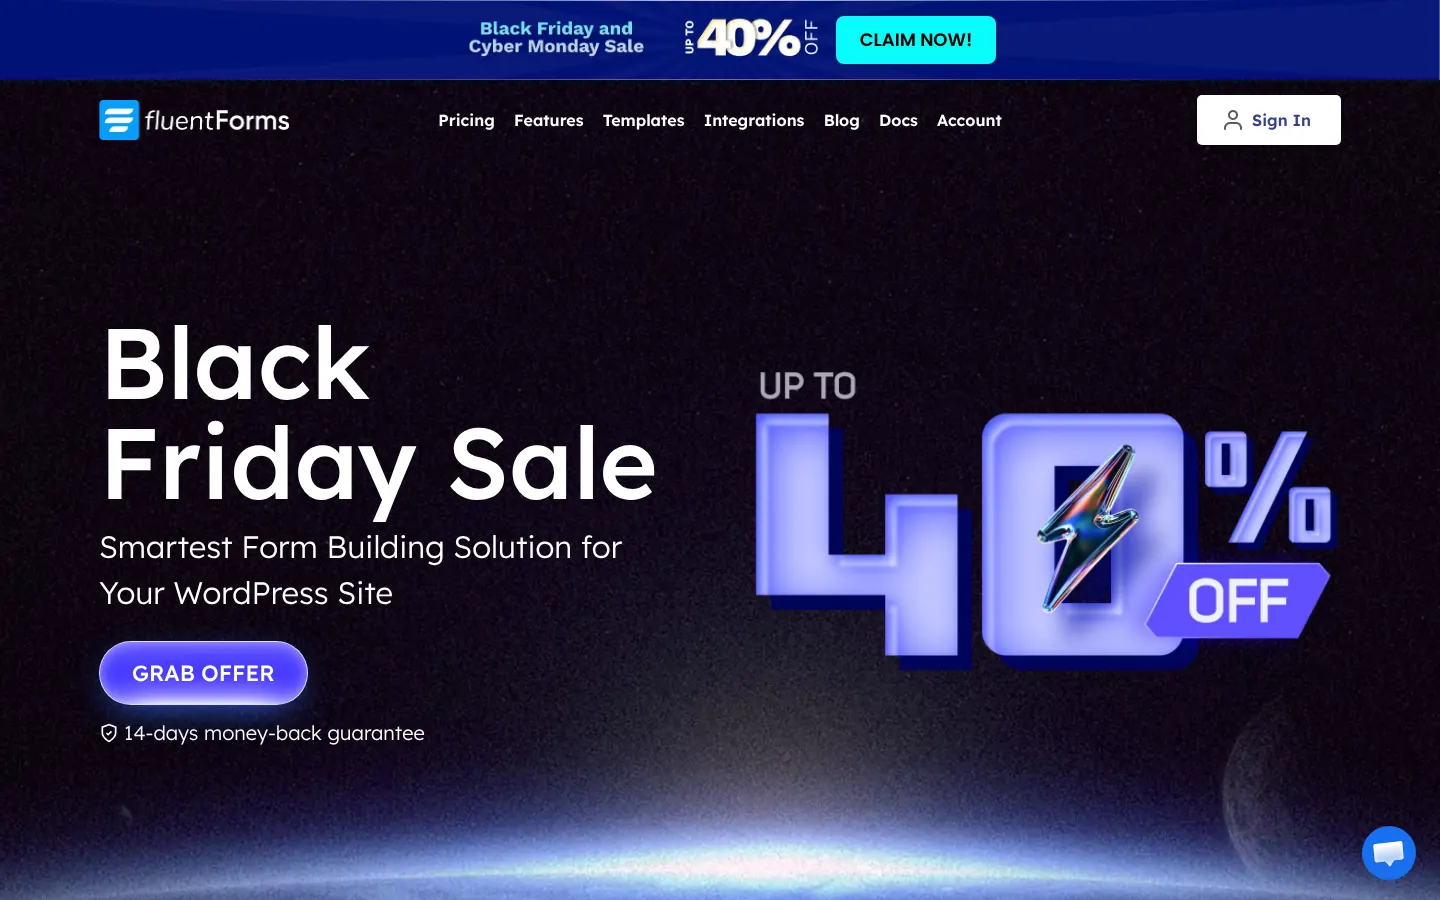 Black Friday and
Cyber Monday Sale
UP TO
40%
OFF
CLAIM NOW!
fluentForms
Pricing
Features
Templates
Integrations
Blog
Docs
Account
Sign In
Black
Friday Sale
Smartest Form Building Solution for
Your WordPress Site
GRAB OFFER
14-days money-back guarantee
UP TO
40%
OFF